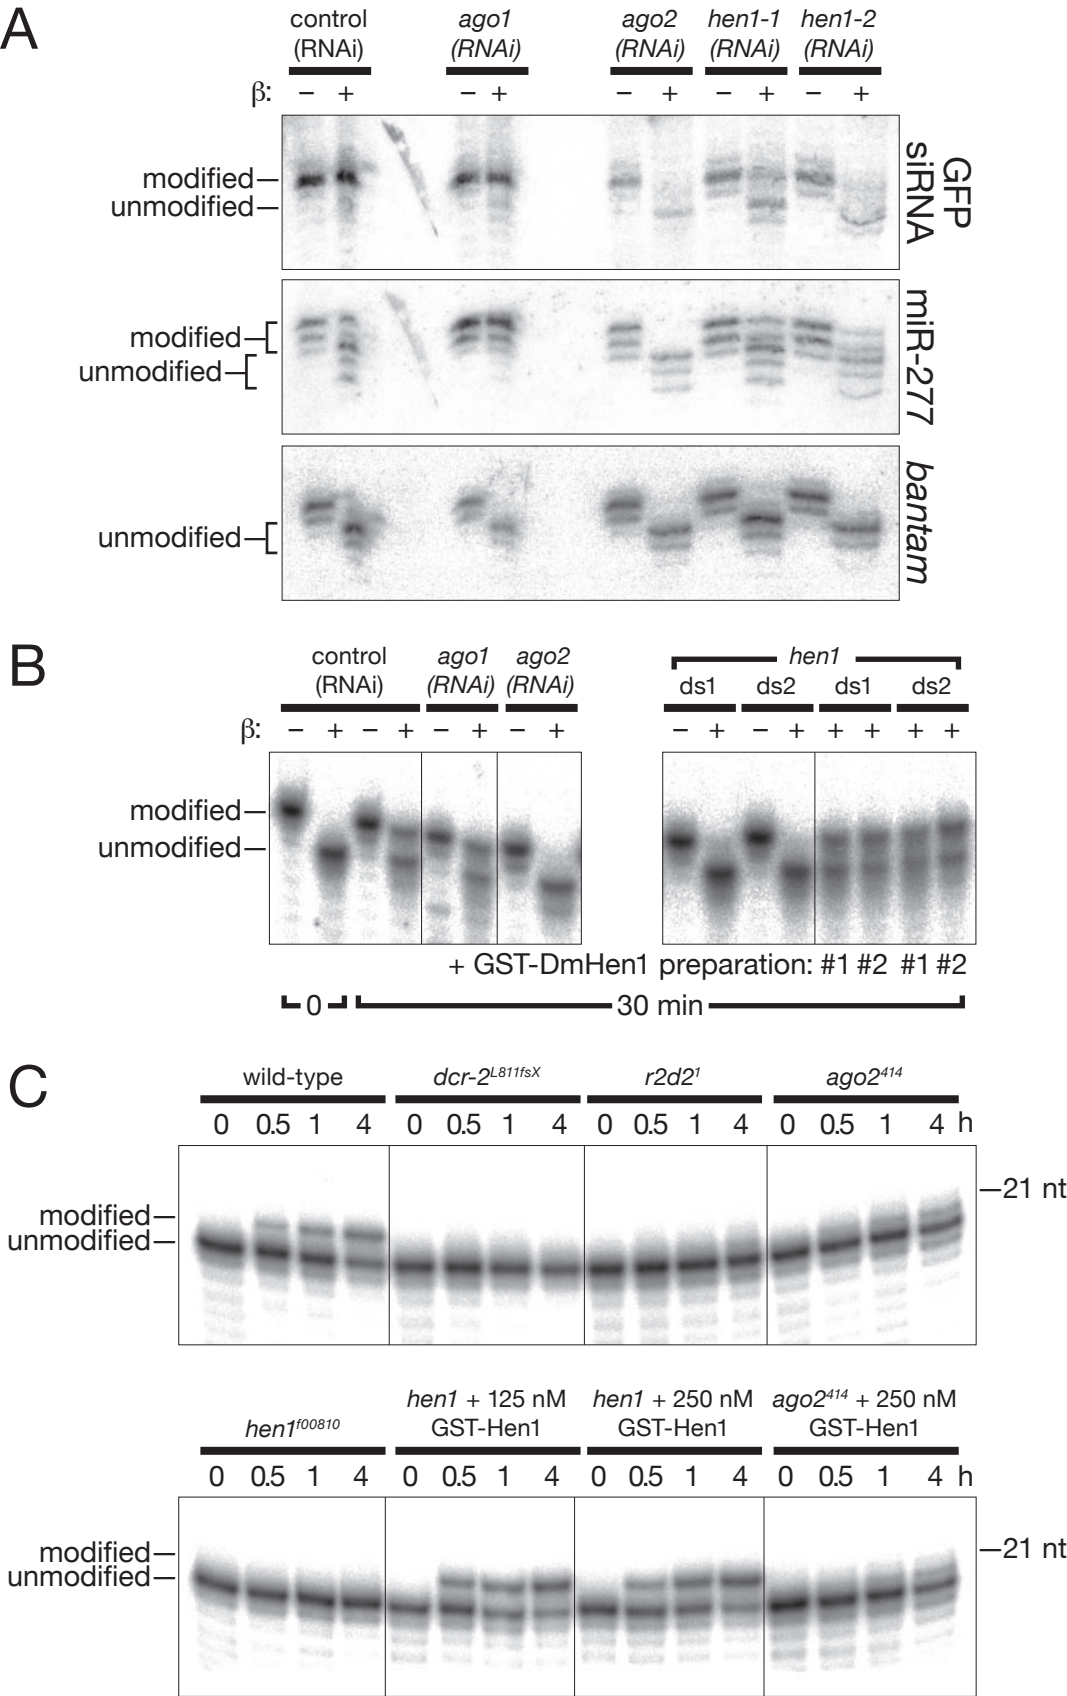 A
control ago1 ago2 hen1-1 hen1-2
(RNAi) (RNAi) (RNAi) (RNAi) (RNAi)
β: – + – + – + – + – +
modified
unmodified
GFP
siRNA
modified
unmodified
miR-277
unmodified
bantam
B
control ago1 ago2
(RNAi) (RNAi) (RNAi)
hen1
ds1 ds2 ds1 ds2
β: – + – + – + – + – + – + + + + +
modified
unmodified
+ GST-DmHen1 preparation: #1 #2 #1 #2
0 30 min
C
wild-type dcr-2L811fsX r2d21 ago2414
0 0.5 1 4 0 0.5 1 4 0 0.5 1 4 0 0.5 1 4 h
21 nt
modified
unmodified
hen1f00810
hen1 + 125 nM
GST-Hen1
hen1 + 250 nM
GST-Hen1
ago2414 + 250 nM
GST-Hen1
0 0.5 1 4 0 0.5 1 4 0 0.5 1 4 0 0.5 1 4 h
21 nt
modified
unmodified